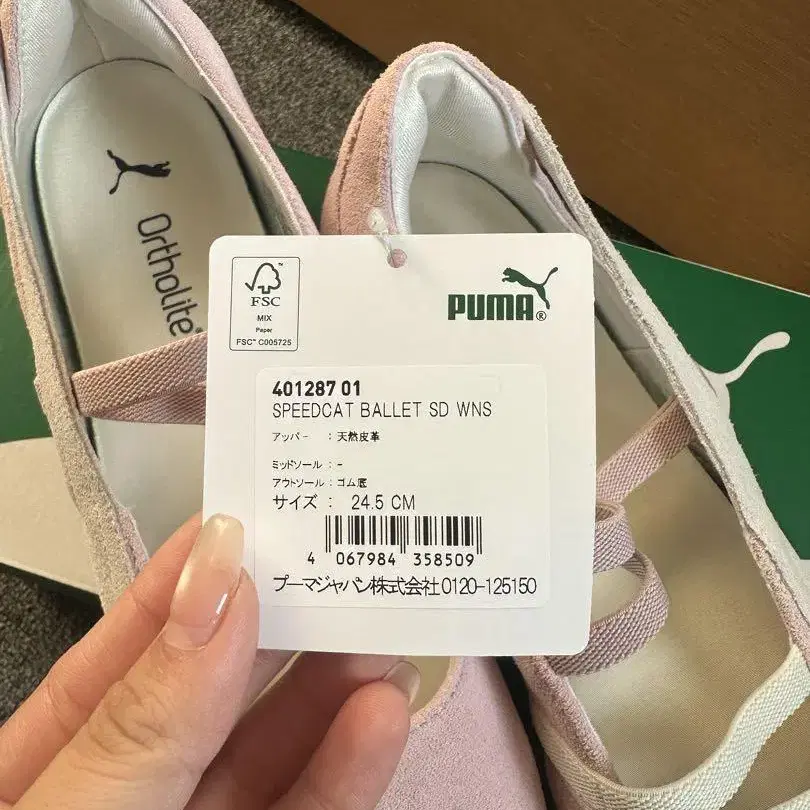 Ortholite
FSC
MIX
Paper
FSC™ C005725
PUMA®
401287 01
SPEEDCAT BALLET SD WNS
アッパー : 天然皮革
ミッドソール : -
アウトソール : ゴム底
サイズ : 24.5 CM
4 067984 358509
プーマジャパン株式会社0120-125150